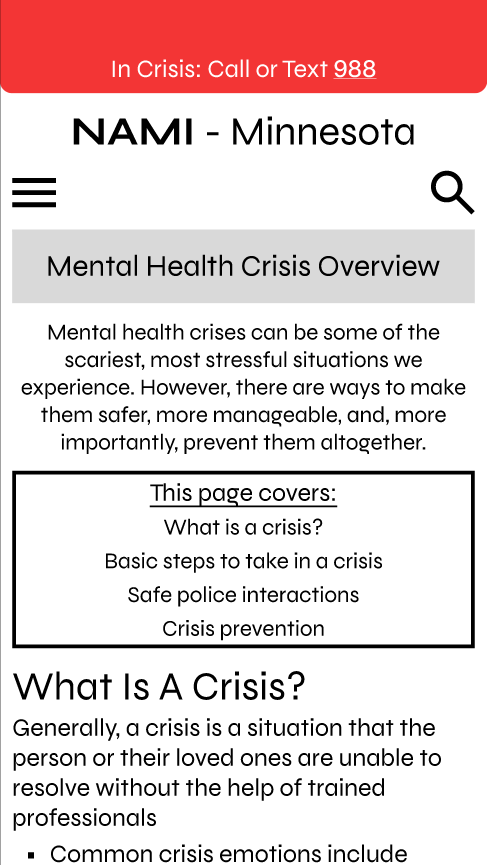 In Crisis: Call or Text 988
NAMI - Minnesota
Mental Health Crisis Overview
Mental health crises can be some of the
scariest, most stressful situations we
experience. However, there are ways to make
them safer, more manageable, and, more
importantly, prevent them altogether.
This page covers:
What is a crisis?
Basic steps to take in a crisis
Safe police interactions
Crisis prevention
What Is A Crisis?
Generally, a crisis is a situation that the
person or their loved ones are unable to
resolve without the help of trained
professionals
▪ Common crisis emotions include